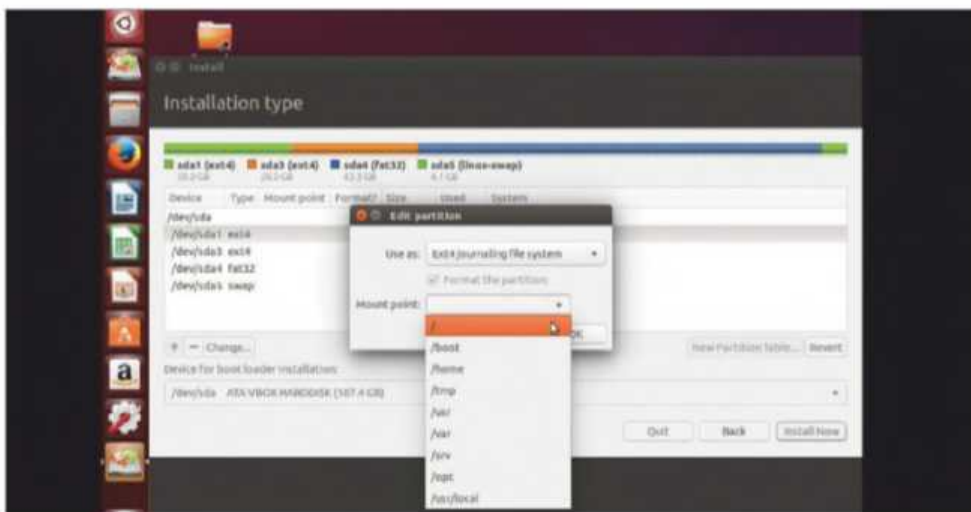 Install
Installation type
sda1 (ext4) sda3 (ext4) sda4 (fat32) sda5 (linux-swap)
Device Type Mount point Format? Size Used System
/dev/sda
/dev/sda1 ext4
/dev/sda3 ext4
/dev/sda4 fat32
/dev/sda5 swap
Edit partition
Use as: Ext4 journaling file system
Format the partition
Mount point:
OK
/
/boot
/home
/tmp
/usr
/var
/srv
/opt
/usr/local
+ - Change...
New Partition Table... Revert
Device for boot loader installation:
/dev/sda ATA VBOX HARDDISK (107.4 GB)
Quit Back Install Now
a